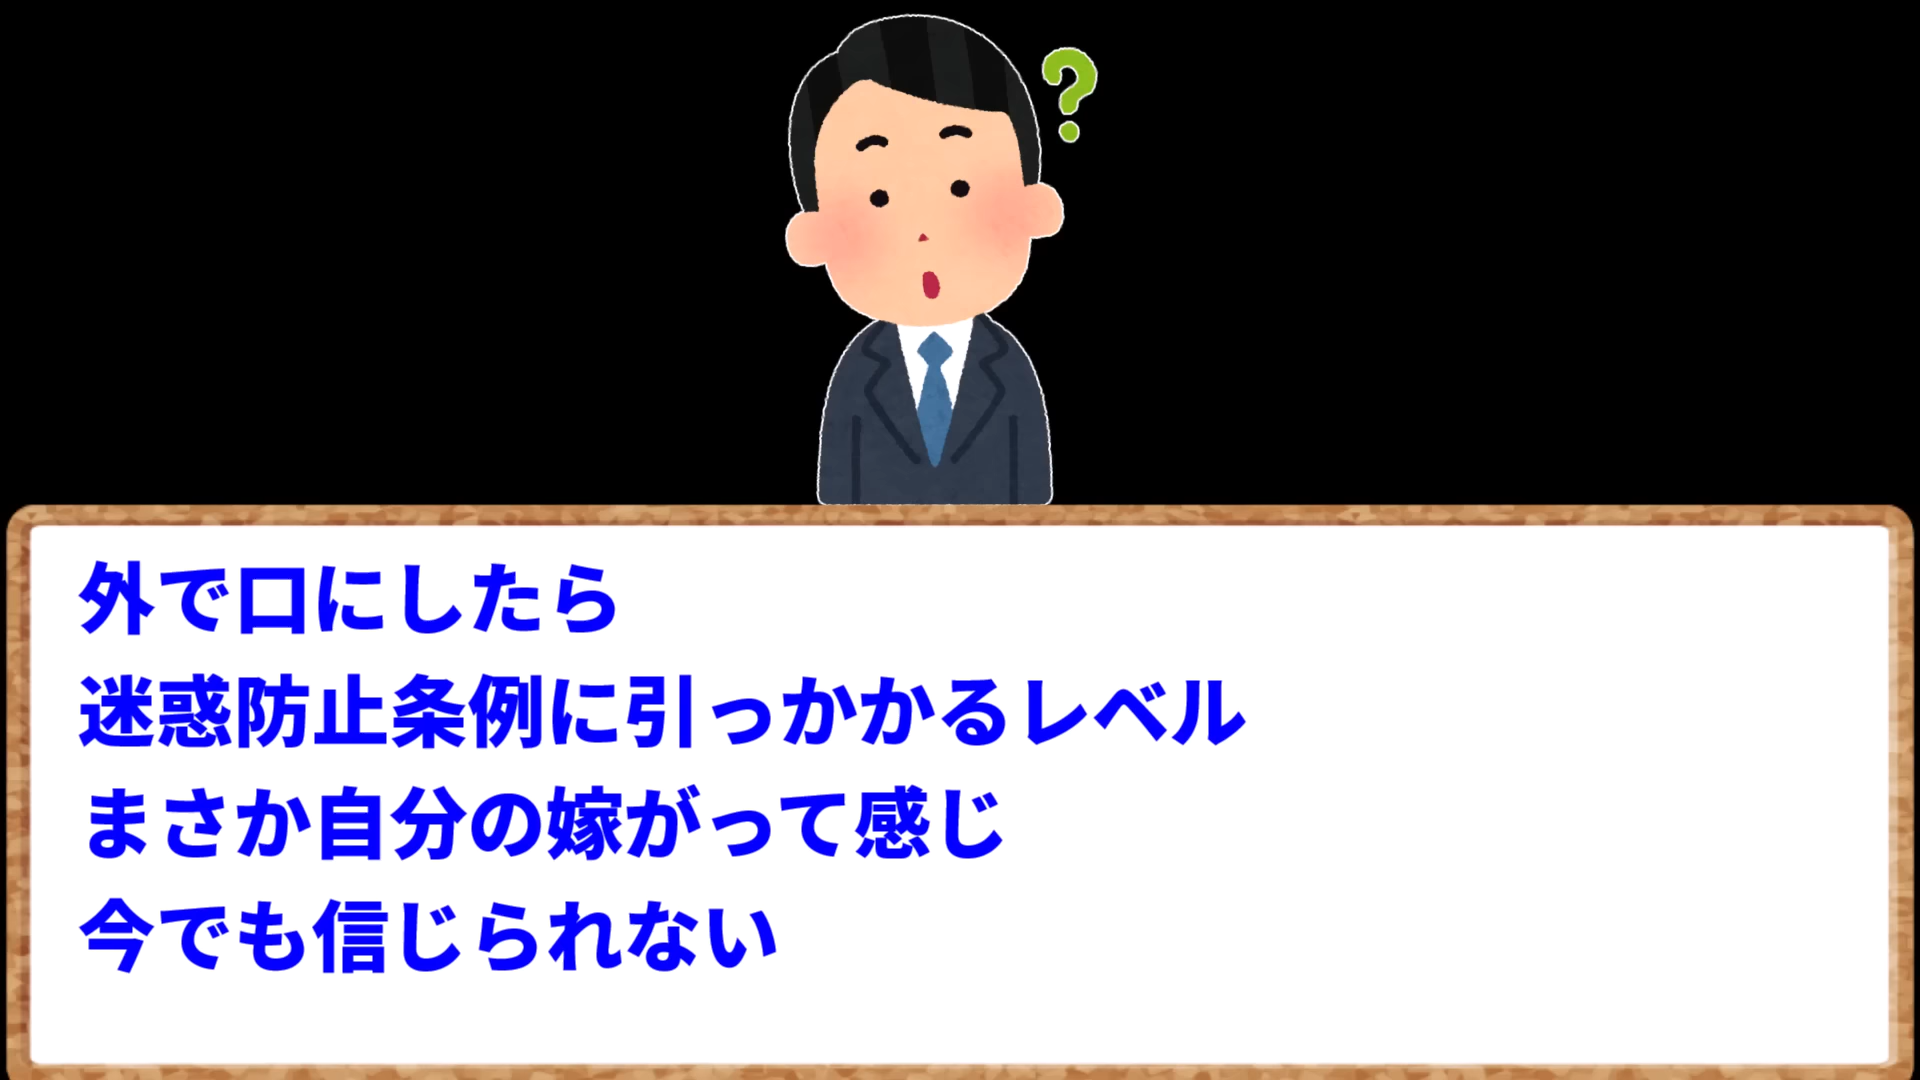 外で口にしたら
迷惑防止条例に引っかかるレベル
まさか自分の嫁がって感じ
今でも信じられない